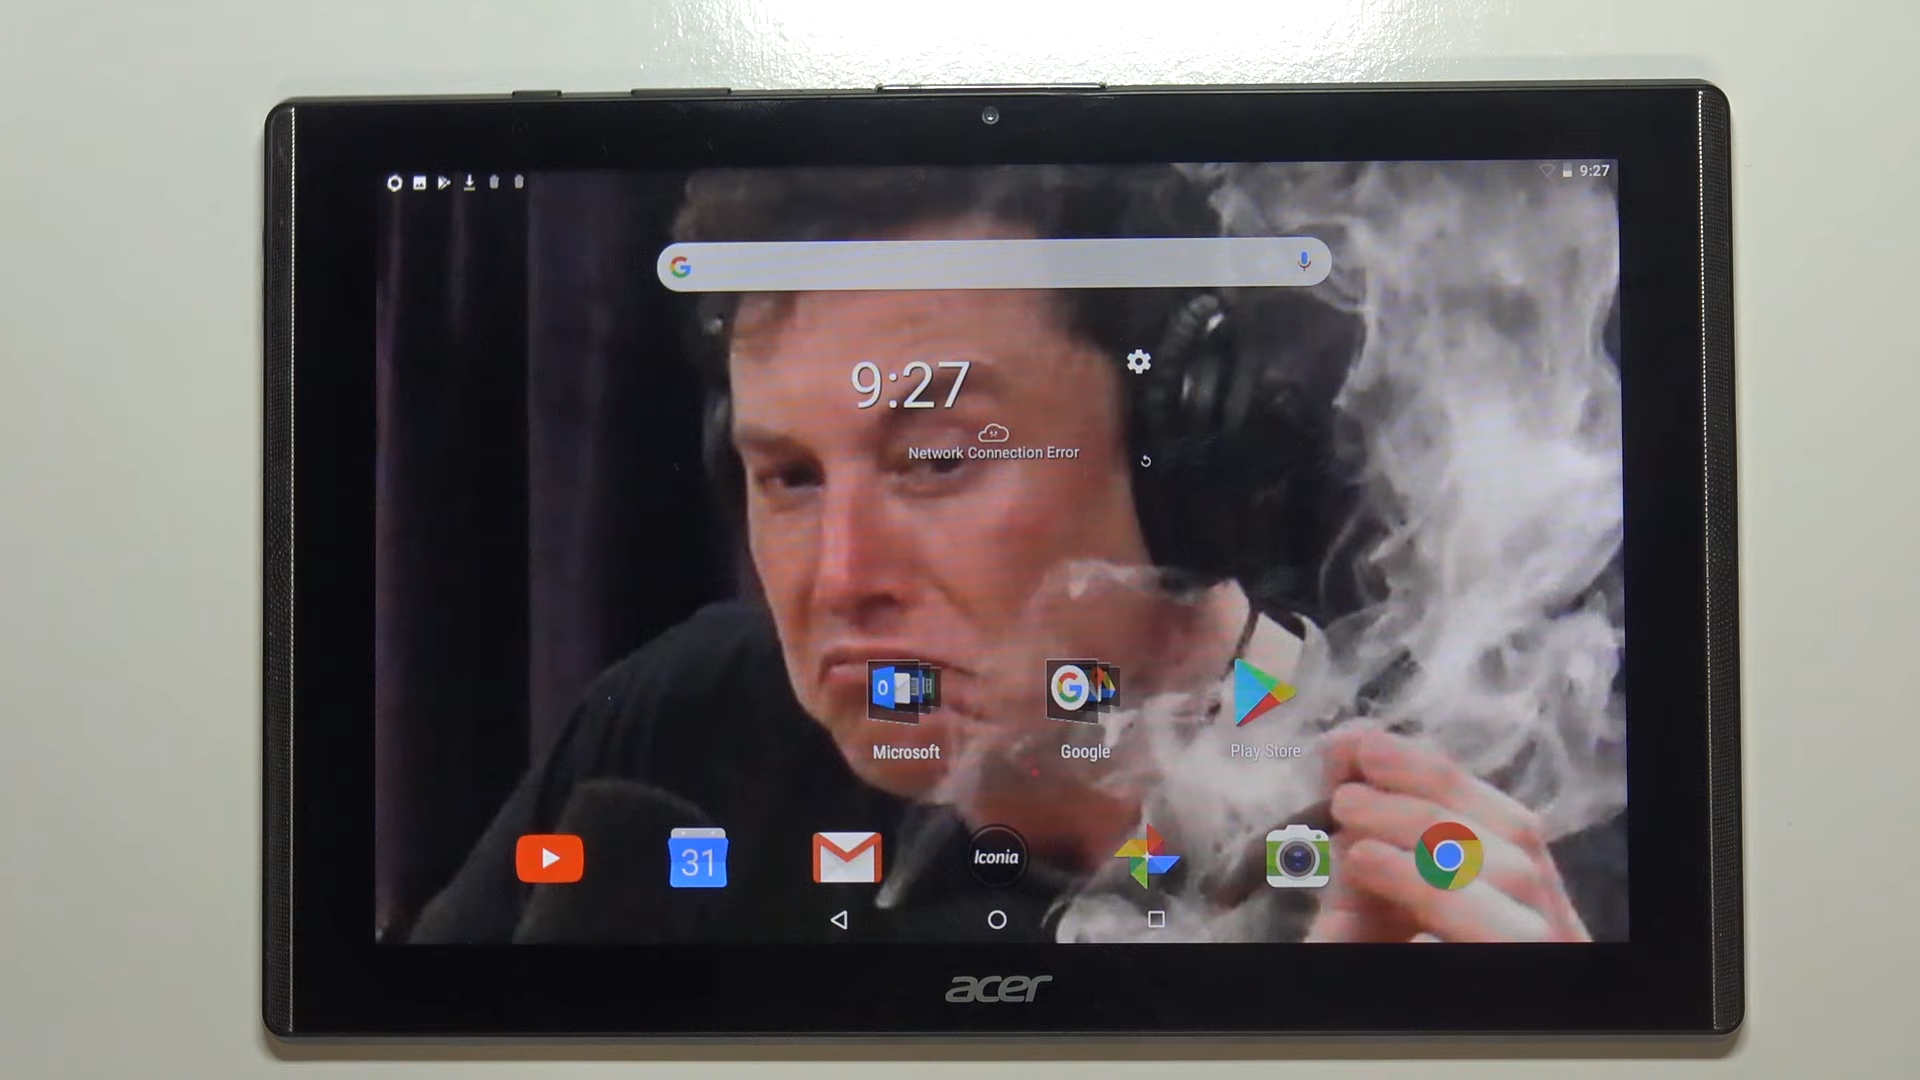 9:27
9:27
Network Connection Error
Microsoft
Google
Play Store
31
Iconia
acer